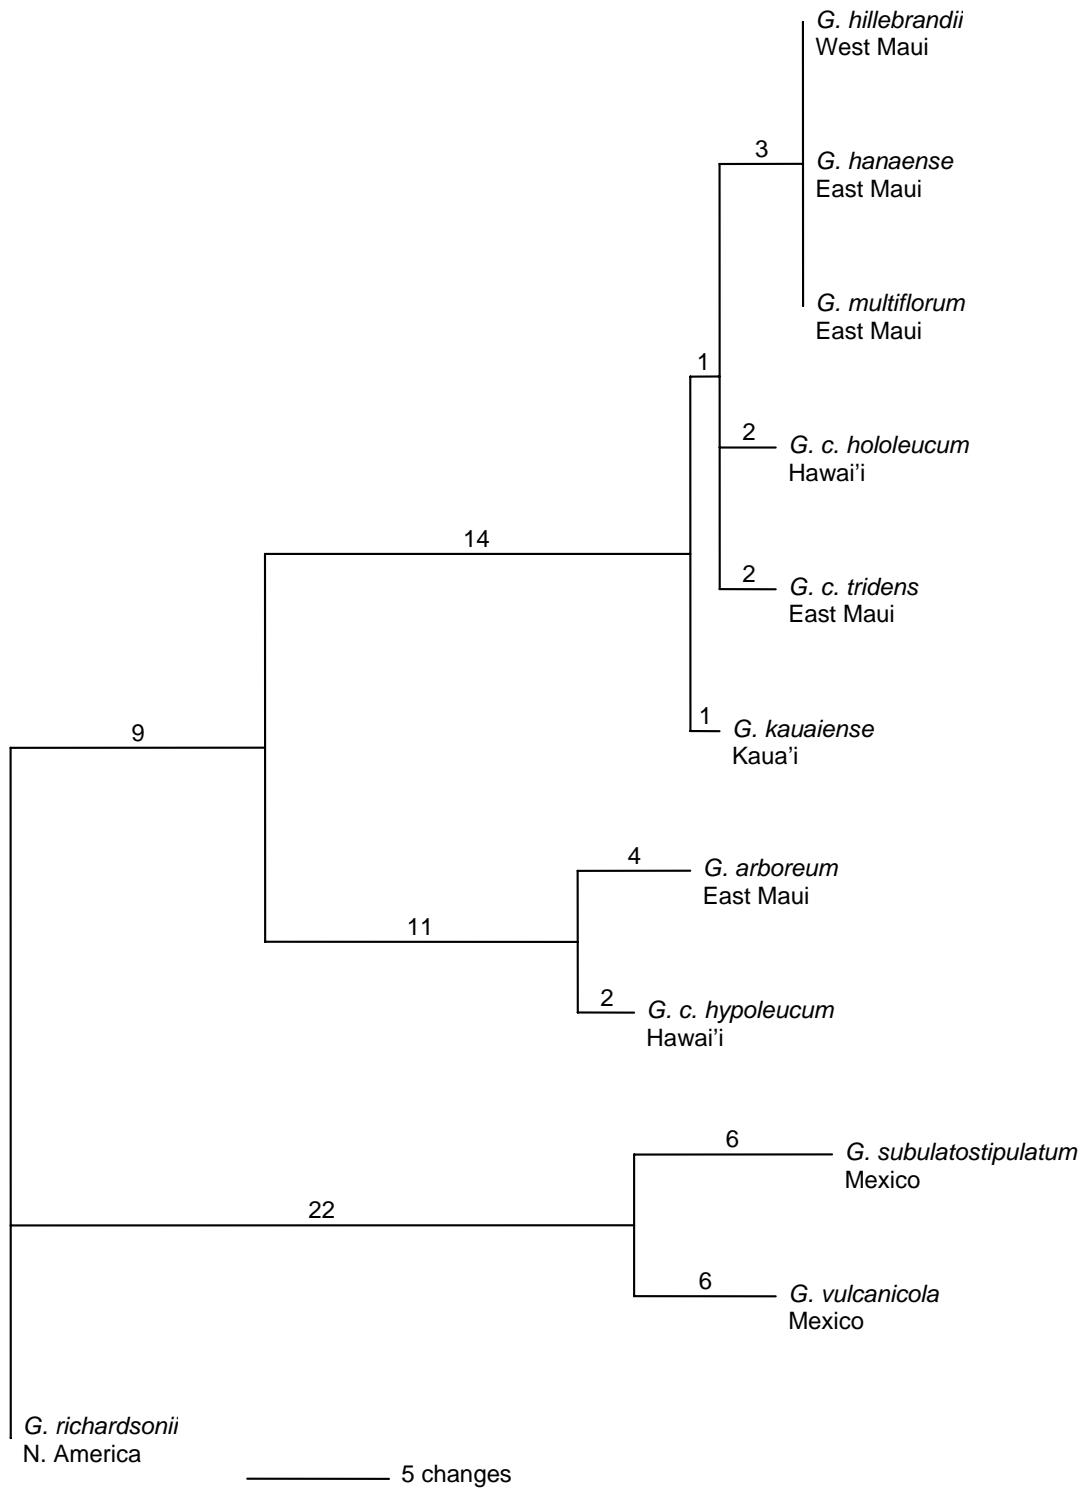 G. hillebrandii
West Maui
3
G. hanaense
East Maui
G. multiflorum
East Maui
1
2
G. c. hololeucum
Hawai'i
14
2
G. c. tridens
East Maui
1
G. kauaiense
Kaua'i
9
4
G. arboreum
East Maui
11
2
G. c. hypoleucum
Hawai'i
6
G. subulatostipulatum
Mexico
22
6
G. vulcanicola
Mexico
G. richardsonii
N. America
5 changes